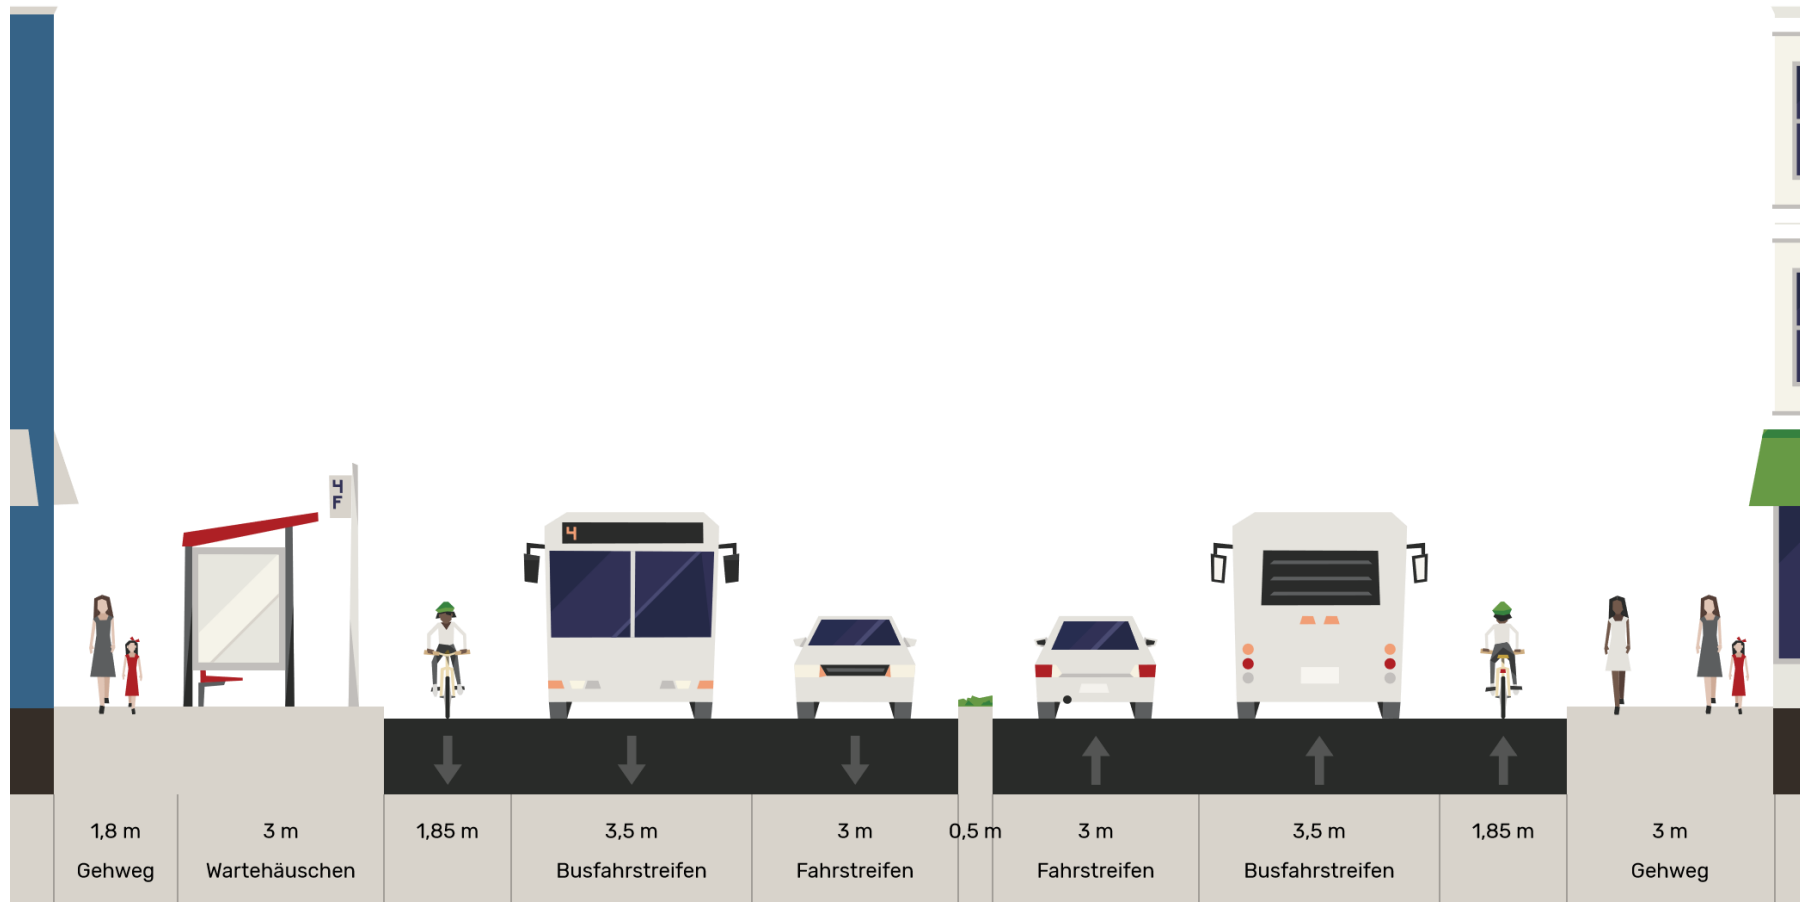 4
F
4
1,8 m
3 m
1,85 m
3,5 m
3 m
0,5 m
3 m
3,5 m
1,85 m
3 m
Gehweg
Wartehäuschen
Busfahrstreifen
Fahrstreifen
Fahrstreifen
Busfahrstreifen
Gehweg